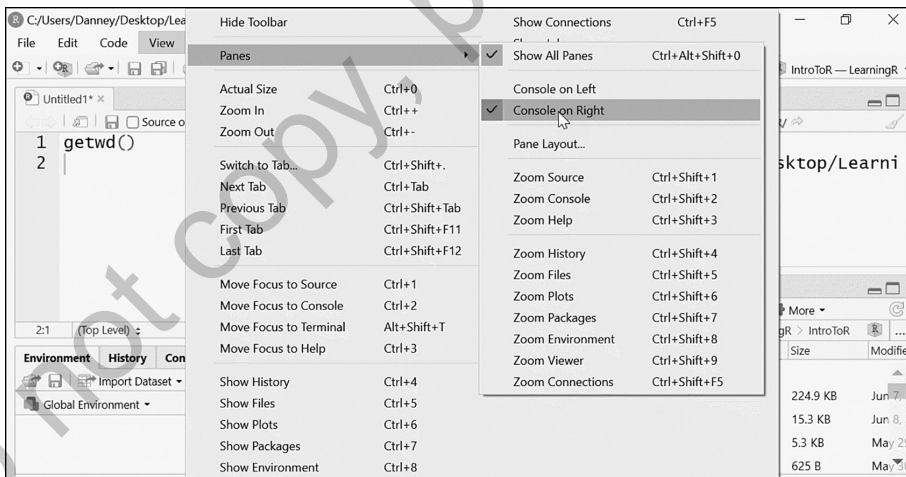 C:/Users/Danney/Desktop/Lea
File Edit Code View
IntroToR — LearningR
Untitled1*
Source o
1 getwd()
2
2:1 (Top Level)
Environment History Con
Import Dataset
Global Environment
Hide Toolbar
Panes
Actual Size Ctrl+0
Zoom In Ctrl++
Zoom Out Ctrl+-
Switch to Tab... Ctrl+Shift+.
Next Tab Ctrl+Tab
Previous Tab Ctrl+Shift+Tab
First Tab Ctrl+Shift+F11
Last Tab Ctrl+Shift+F12
Move Focus to Source Ctrl+1
Move Focus to Console Ctrl+2
Move Focus to Terminal Alt+Shift+T
Move Focus to Help Ctrl+3
Show History Ctrl+4
Show Files Ctrl+5
Show Plots Ctrl+6
Show Packages Ctrl+7
Show Environment Ctrl+8
Show Connections Ctrl+F5
Show All Panes Ctrl+Alt+Shift+0
Console on Left
Console on Right
Pane Layout...
Zoom Source Ctrl+Shift+1
Zoom Console Ctrl+Shift+2
Zoom Help Ctrl+Shift+3
Zoom History Ctrl+Shift+4
Zoom Files Ctrl+Shift+5
Zoom Plots Ctrl+Shift+6
Zoom Packages Ctrl+Shift+7
Zoom Environment Ctrl+Shift+8
Zoom Viewer Ctrl+Shift+9
Zoom Connections Ctrl+Shift+F5
sktop/Learni
More
gR > IntroToR
Size Modifie
224.9 KB Jun 7,
15.3 KB Jun 8,
5.3 KB May 2
625 B May 3
not copy,